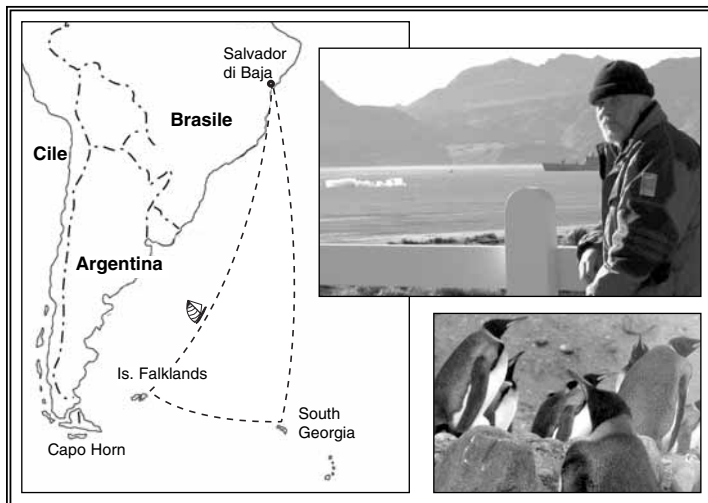 Salvador
di Baja
Brasile
Cile
Argentina
Is. Falklands
South
Georgia
Capo Horn